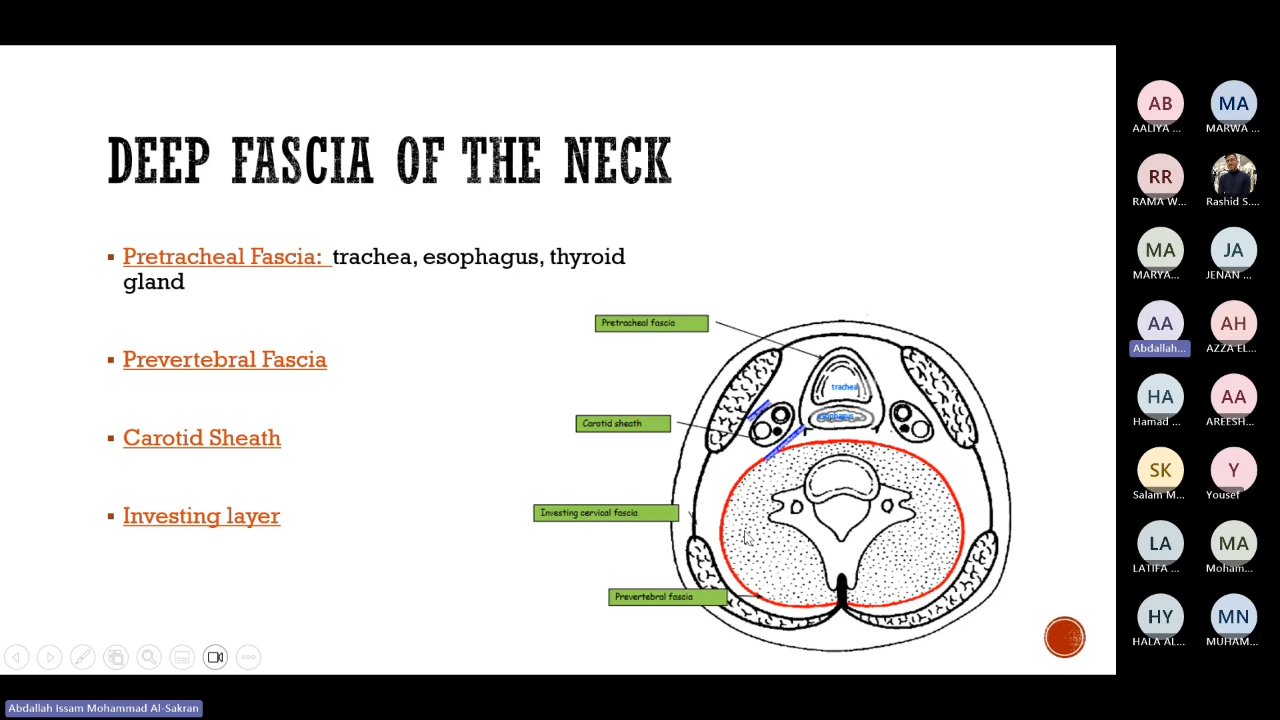 DEEP FASCIA OF THE NECK
▪ Pretracheal Fascia: trachea, esophagus, thyroid
gland
▪ Prevertebral Fascia
▪ Carotid Sheath
▪ Investing layer
Pretracheal fascia
trachea
esophagus
Carotid sheath
Investing cervical fascia
Prevertebral fascia
AB
AALIYA ...
MA
MARWA ...
RR
RAMA W...
Rashid S....
MA
MARYA...
JA
JENAN ...
AA
Abdallah...
AH
AZZA EL...
HA
Hamad ...
AA
AREESH...
SK
Salam M...
Y
Yousef
LA
LATIFA ...
MA
Moham...
HY
HALA AL...
MN
MUHAM...
Abdallah Issam Mohammad Al-Sakran